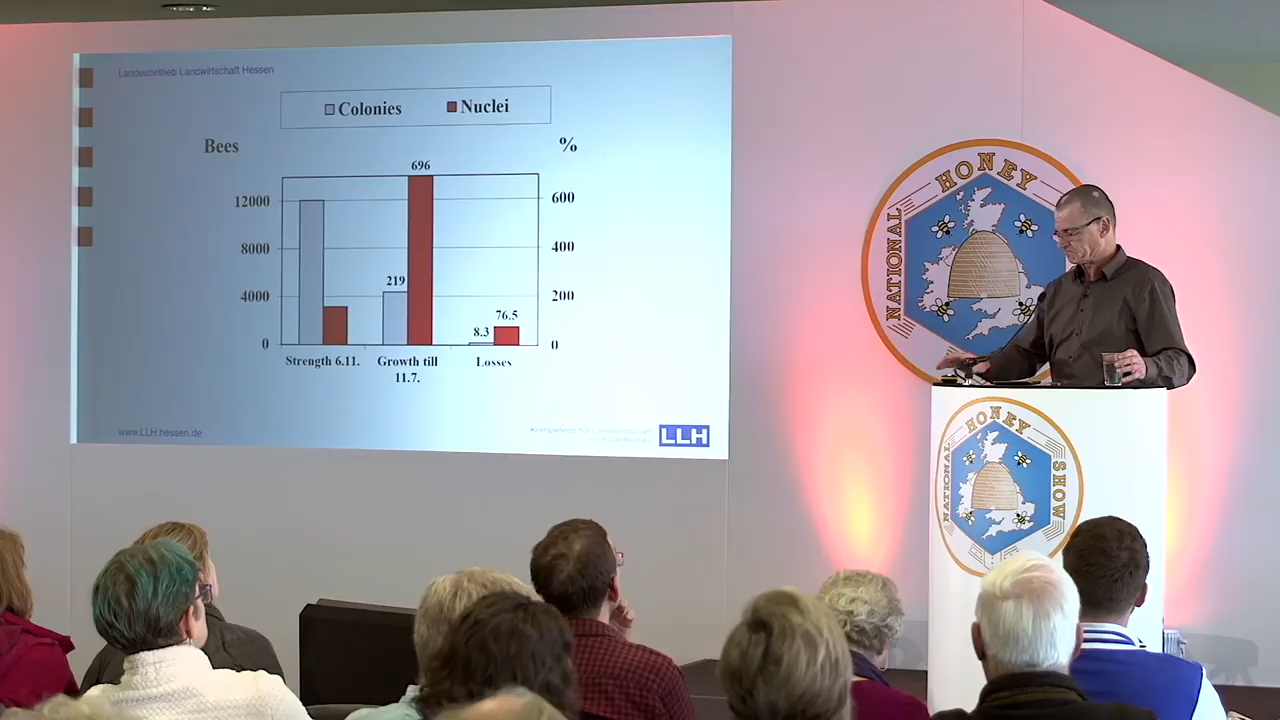 Landesbetrieb Landwirtschaft Hessen
Colonies Nuclei
Bees %
696
12000 600
8000 400
219
4000 200
8.3 76.5
0 0
Strength 6.11. Growth till 11.7. Losses
www.LLH.hessen.de
LLH
NATIONAL HONEY
NATIONAL HONEY SHOW